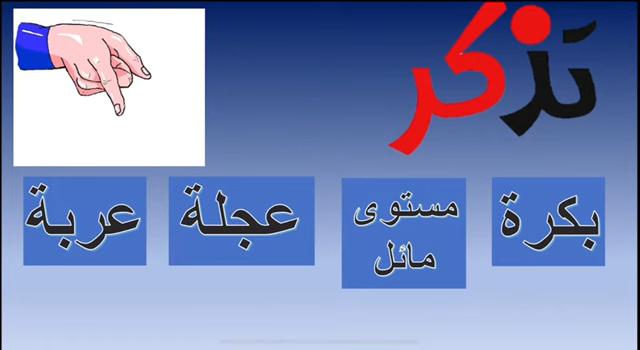 تذكر
بكرة
مستوى
مائل
عجلة
عربة